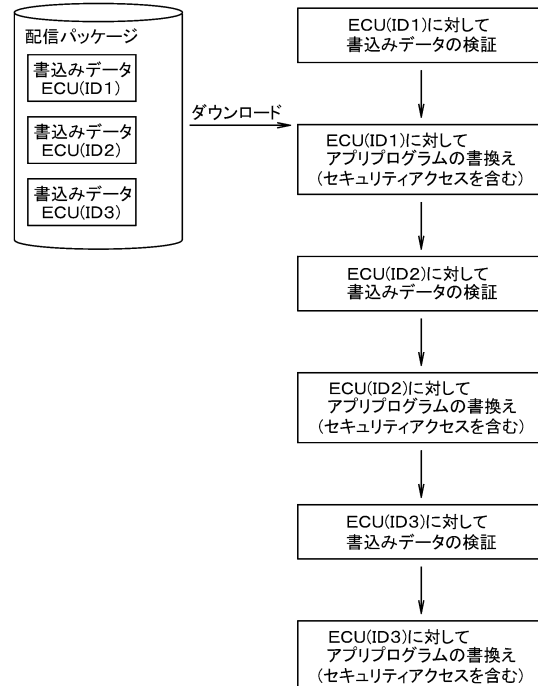 配信パッケージ
書込みデータ
ECU(ID1)
書込みデータ
ECU(ID2)
書込みデータ
ECU(ID3)
ダウンロード
ECU(ID1)に対して
書込みデータの検証
ECU(ID1)に対して
アプリプログラムの書換え
(セキュリティアクセスを含む)
ECU(ID2)に対して
書込みデータの検証
ECU(ID2)に対して
アプリプログラムの書換え
(セキュリティアクセスを含む)
ECU(ID3)に対して
書込みデータの検証
ECU(ID3)に対して
アプリプログラムの書換え
(セキュリティアクセスを含む)